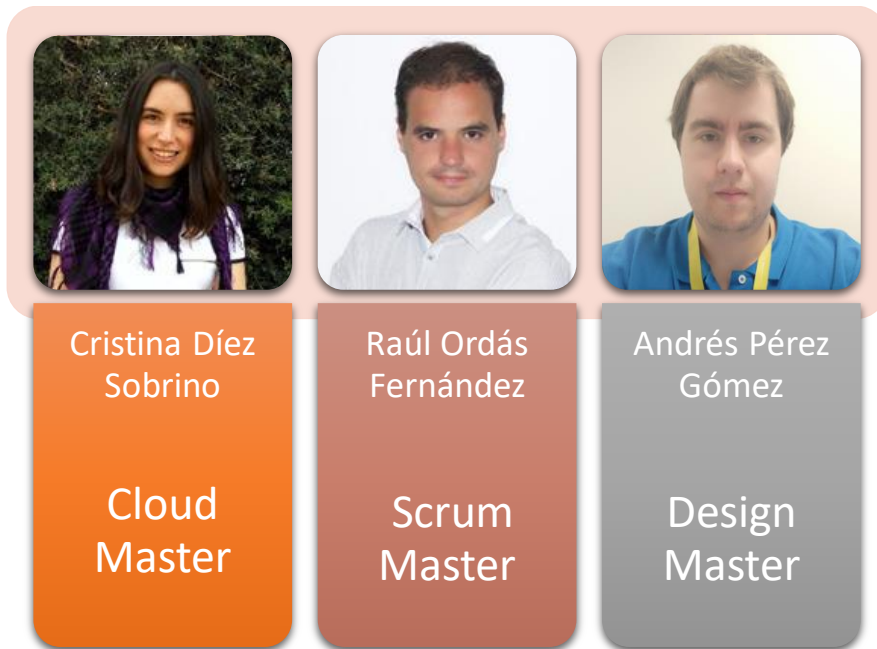 Cristina Díez
Sobrino
Cloud
Master
Raúl Ordás
Fernández
Scrum
Master
Andrés Pérez
Gómez
Design
Master